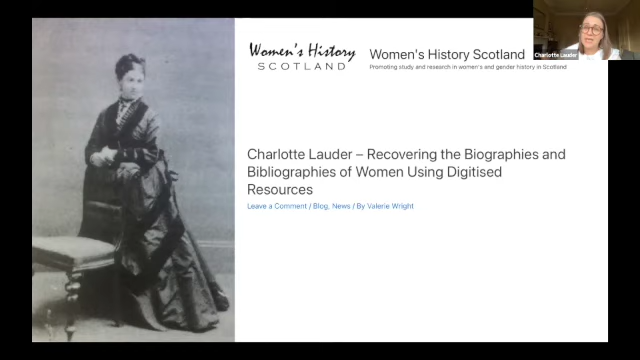 Women's History
SCOTLAND
Women's History Scotland
Promoting study and research in women's and gender history in Scotland
Charlotte Lauder
Charlotte Lauder – Recovering the Biographies and
Bibliographies of Women Using Digitised
Resources
Leave a Comment / Blog, News / By Valerie Wright